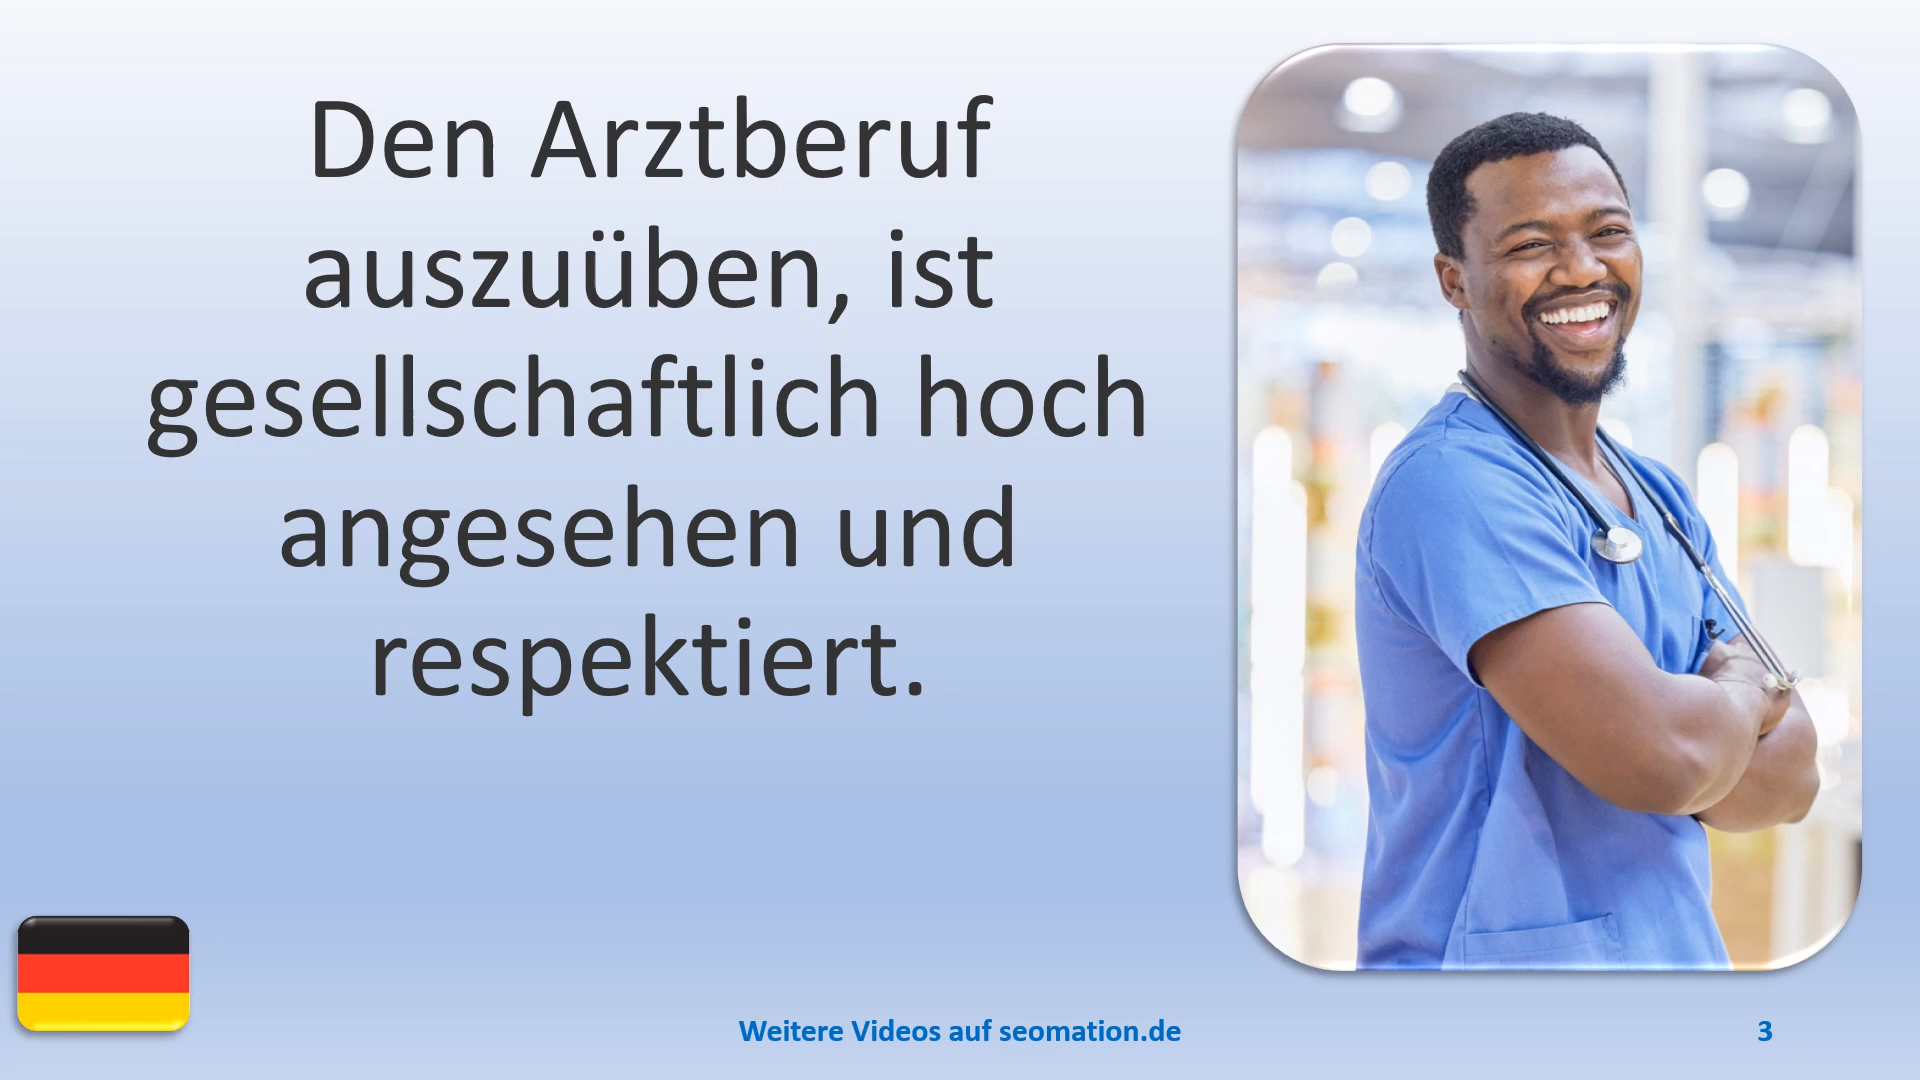 Den Arztberuf
auszuüben, ist
gesellschaftlich hoch
angesehen und
respektiert.
Weitere Videos auf seomation.de
3